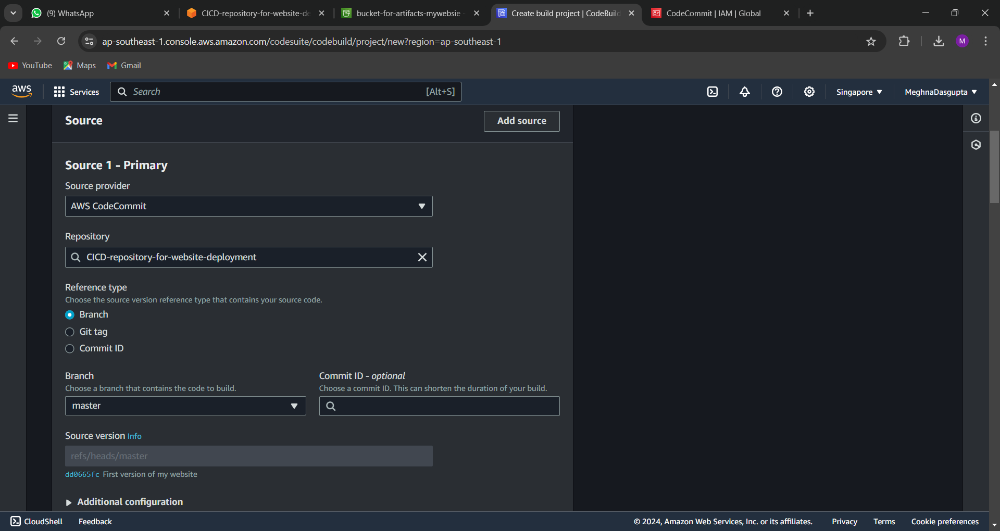 (9) WhatsApp
CICD-repository-for-website-de
bucket-for-artifacts-mywebsie
Create build project | CodeBuild
CodeCommit | IAM | Global
ap-southeast-1.console.aws.amazon.com/codesuite/codebuild/project/new?region=ap-southeast-1
M
YouTube
Maps
Gmail
aws
Services
Search
[Alt+S]
Singapore
MeghnaDasgupta
Source
Add source
Source 1 - Primary
Source provider
AWS CodeCommit
Repository
CICD-repository-for-website-deployment
Reference type
Choose the source version reference type that contains your source code.
Branch
Git tag
Commit ID
Branch
Choose a branch that contains the code to build.
master
Commit ID - optional
Choose a commit ID. This can shorten the duration of your build.
Source version Info
refs/heads/master
dd0665fc First version of my website
Additional configuration
CloudShell
Feedback
© 2024, Amazon Web Services, Inc. or its affiliates.
Privacy
Terms
Cookie preferences